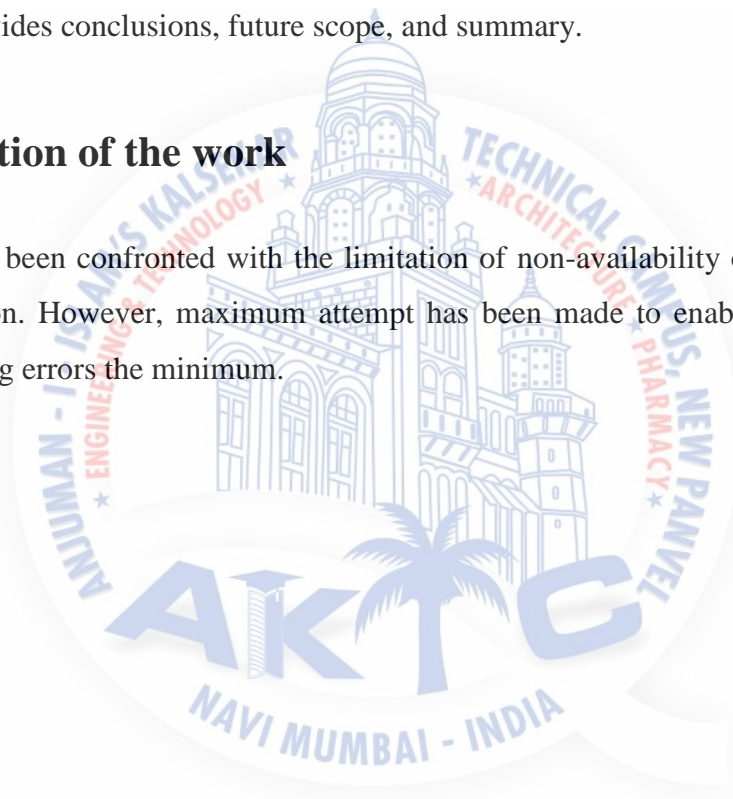 vides conclusions, future scope, and summary.
tion of the work
been confronted with the limitation of non-availability
on. However, maximum attempt has been made to enab
g errors the minimum.
ANJUMAN - I - ISLAM'S KALSEKAR TECHNICAL CAMPUS, NEW PANVEL
★ ENGINEERING & TECHNOLOGY ★ ★ ARCHITECTURE ★ PHARMACY ★
AKTC
NAVI MUMBAI - INDIA